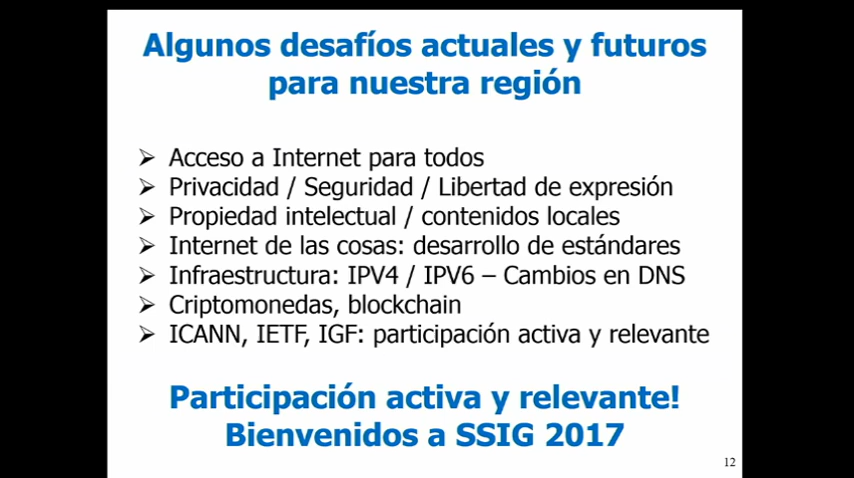 Algunos desafíos actuales y futuros
para nuestra región
➢ Acceso a Internet para todos
➢ Privacidad / Seguridad / Libertad de expresión
➢ Propiedad intelectual / contenidos locales
➢ Internet de las cosas: desarrollo de estándares
➢ Infraestructura: IPV4 / IPV6 – Cambios en DNS
➢ Criptomonedas, blockchain
➢ ICANN, IETF, IGF: participación activa y relevante
Participación activa y relevante!
Bienvenidos a SSIG 2017
12